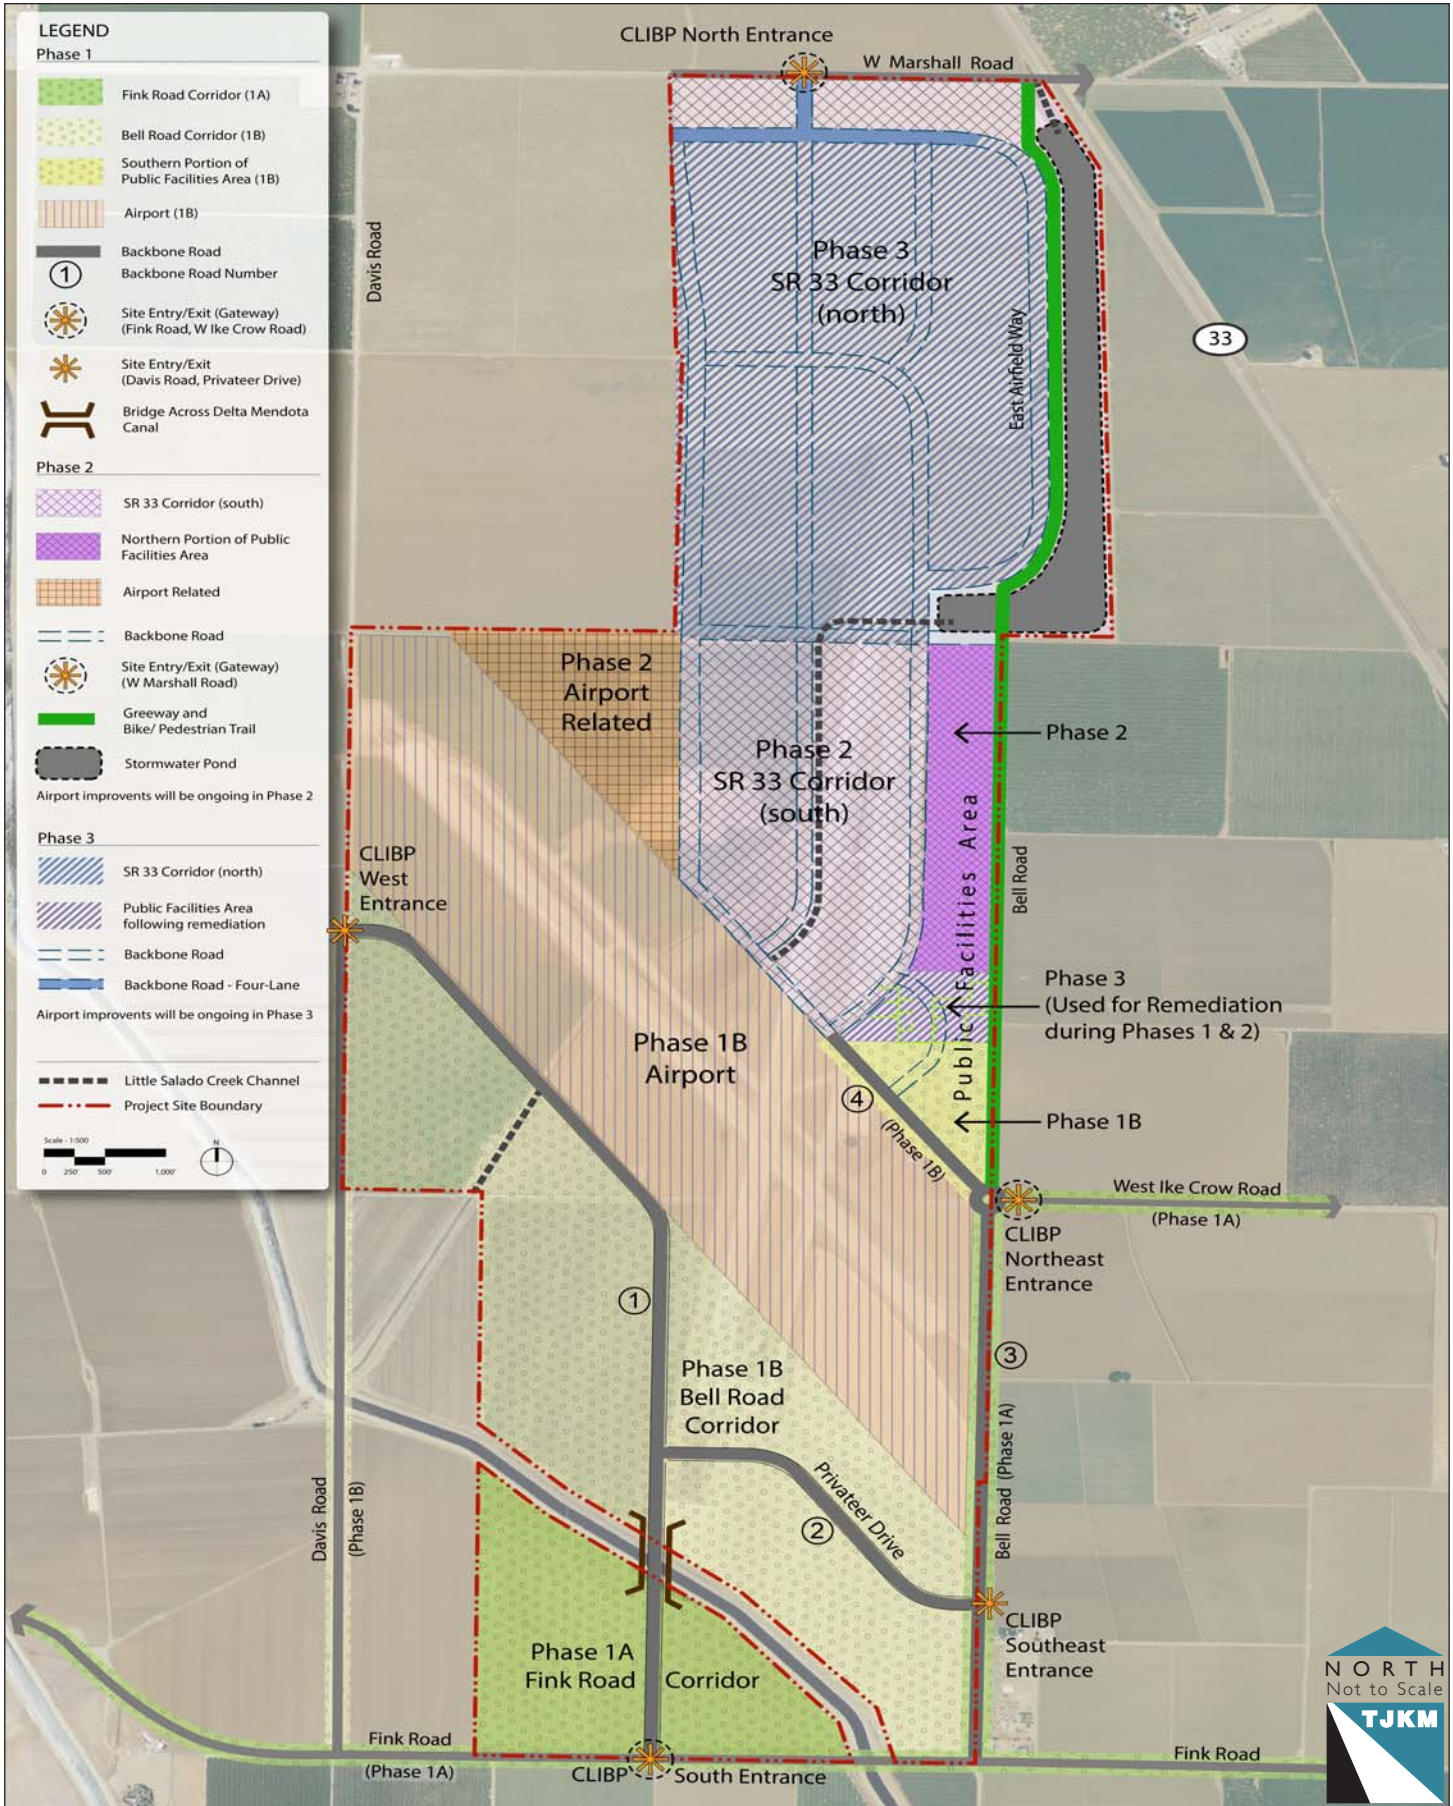 LEGEND
Phase 1
Fink Road Corridor (1A)
Bell Road Corridor (1B)
Southern Portion of
Public Facilities Area (1B)
Airport (1B)
Backbone Road
1
Backbone Road Number
Site Entry/Exit (Gateway)
(Fink Road, W Ike Crow Road)
Site Entry/Exit
(Davis Road, Privateer Drive)
Bridge Across Delta Mendota
Canal
Phase 2
SR 33 Corridor (south)
Northern Portion of Public
Facilities Area
Airport Related
Backbone Road
Site Entry/Exit (Gateway)
(W Marshall Road)
Greeway and
Bike/ Pedestrian Trail
Stormwater Pond
Airport improvents will be ongoing in Phase 2
Phase 3
SR 33 Corridor (north)
Public Facilities Area
following remediation
Backbone Road
Backbone Road - Four-Lane
Airport improvents will be ongoing in Phase 3
Little Salado Creek Channel
Project Site Boundary
Scale - 1:500
0 250' 500' 1,000'
N
CLIBP North Entrance
W Marshall Road
Davis Road
Phase 3
SR 33 Corridor
(north)
East Airfield Way
33
Phase 2
Airport
Related
Phase 2
SR 33 Corridor
(south)
Phase 2
Public Facilities Area
Bell Road
CLIBP
West
Entrance
Phase 3
(Used for Remediation
during Phases 1 & 2)
Phase 1B
Airport
4
(Phase 1B)
Phase 1B
West Ike Crow Road
(Phase 1A)
CLIBP
Northeast
Entrance
1
3
Phase 1B
Bell Road
Corridor
Bell Road (Phase 1A)
Privateer Drive
2
Davis Road
(Phase 1B)
CLIBP
Southeast
Entrance
Phase 1A
Fink Road Corridor
Fink Road
(Phase 1A)
CLIBP South Entrance
Fink Road
NORTH
Not to Scale
TJKM